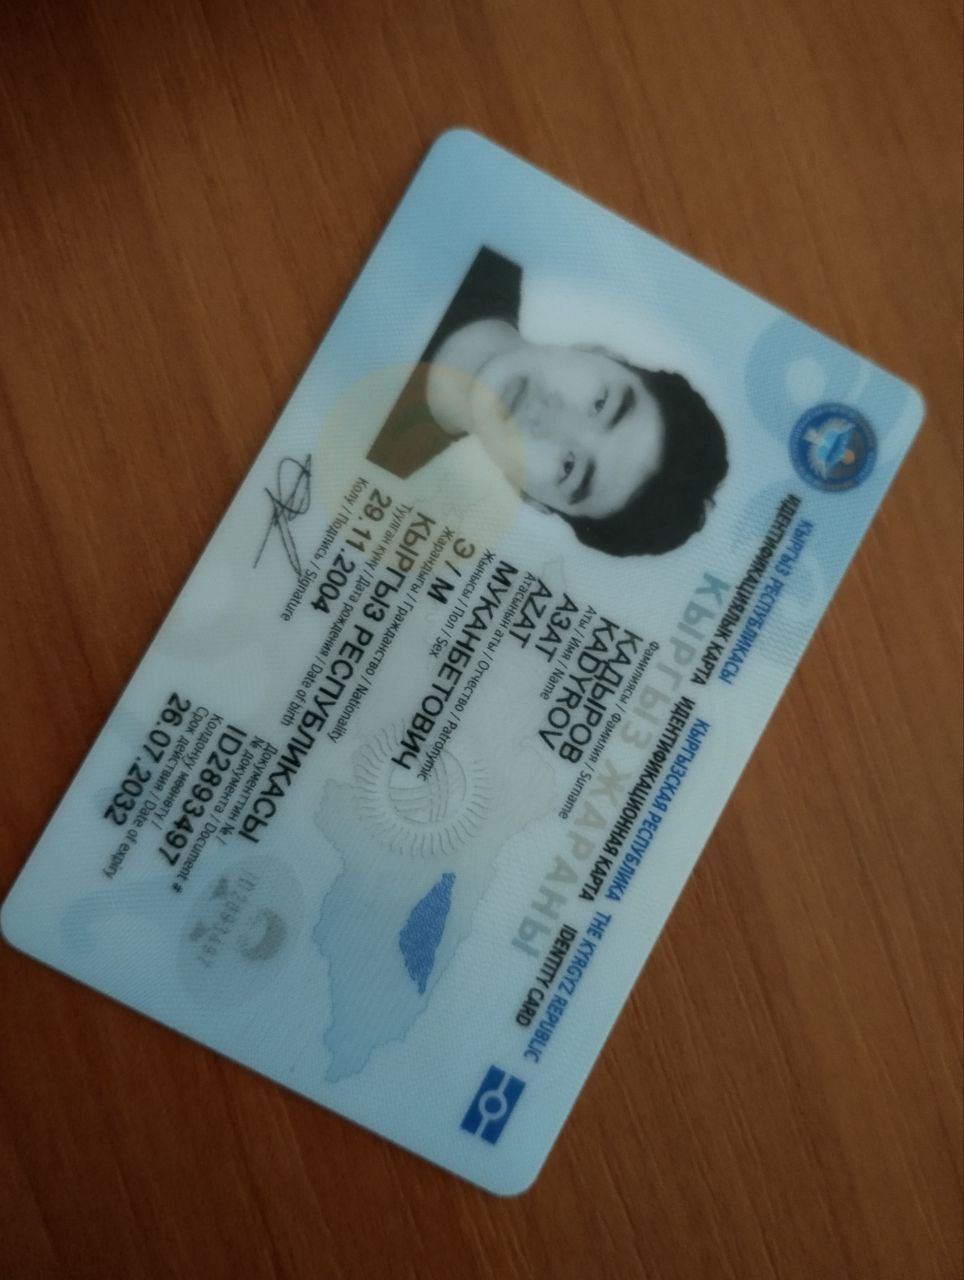 КЫРГЫЗ РЕСПУБЛИКАСЫ КЫРГЫЗСКАЯ РЕСПУБЛИКА THE KYRGYZ REPUBLIC
ИДЕНТИФИКАЦИЯЛЫК КАРТА ИДЕНТИФИКАЦИОННАЯ КАРТА IDENTITY CARD
КЫРГЫЗ ЖАРАНЫ
Фамилиясы / Фамилия / Surname
КАДЫРОВ
KADYROV
Аты / Имя / Name
АЗАТ
AZAT
Атасынын аты / Отчество / Patronymic
МУКАНБЕТОВИЧ
Жынысы / Пол / Sex
Э / М
Жарандыгы / Гражданство / Nationality
КЫРГЫЗ РЕСПУБЛИКАСЫ
Туулган күнү / Дата рождения / Date of birth
29.11.2004
Колу / Подпись / Signature
Документтин № /
№ документа / Document #
ID2893497
Колдонуу мөөнөтү /
Срок действия / Date of expiry
26.07.2032